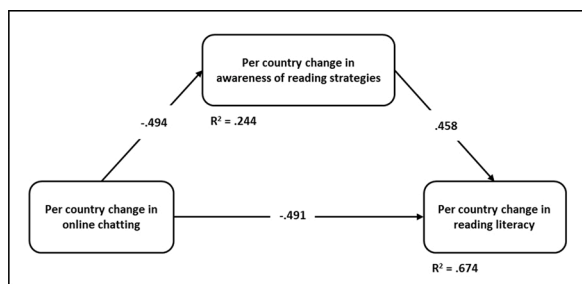 Per country change in
awareness of reading strategies
-.494
R² = .244
.458
Per country change in
online chatting
-.491
Per country change in
reading literacy
R² = .674